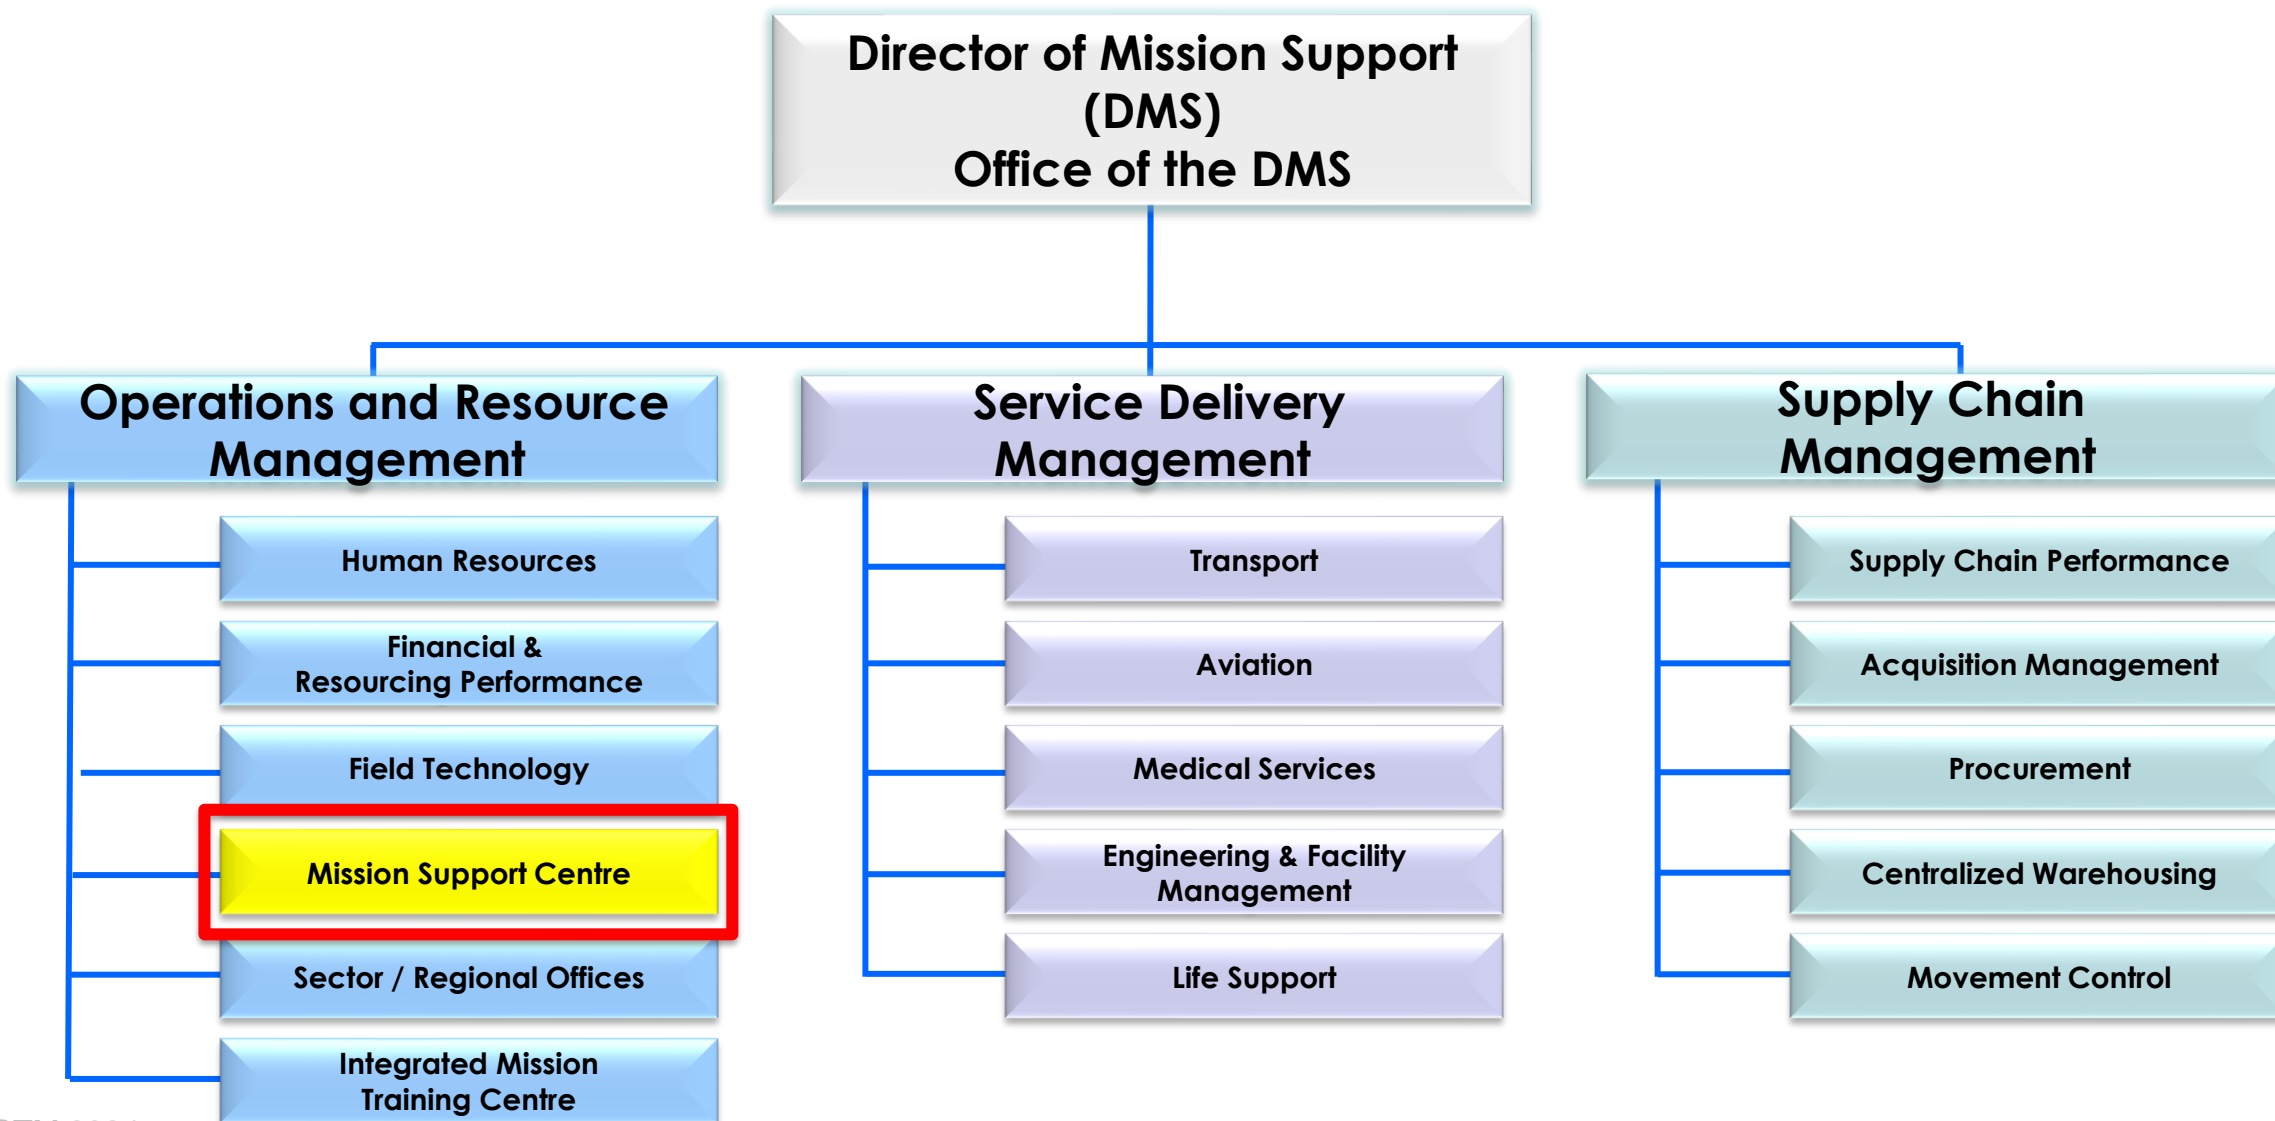 Director of Mission Support
(DMS)
Office of the DMS
Operations and Resource
Management
Human Resources
Financial &
Resourcing Performance
Field Technology
Mission Support Centre
Sector / Regional Offices
Integrated Mission
Training Centre
Service Delivery
Management
Transport
Aviation
Medical Services
Engineering & Facility
Management
Life Support
Supply Chain
Management
Supply Chain Performance
Acquisition Management
Procurement
Centralized Warehousing
Movement Control